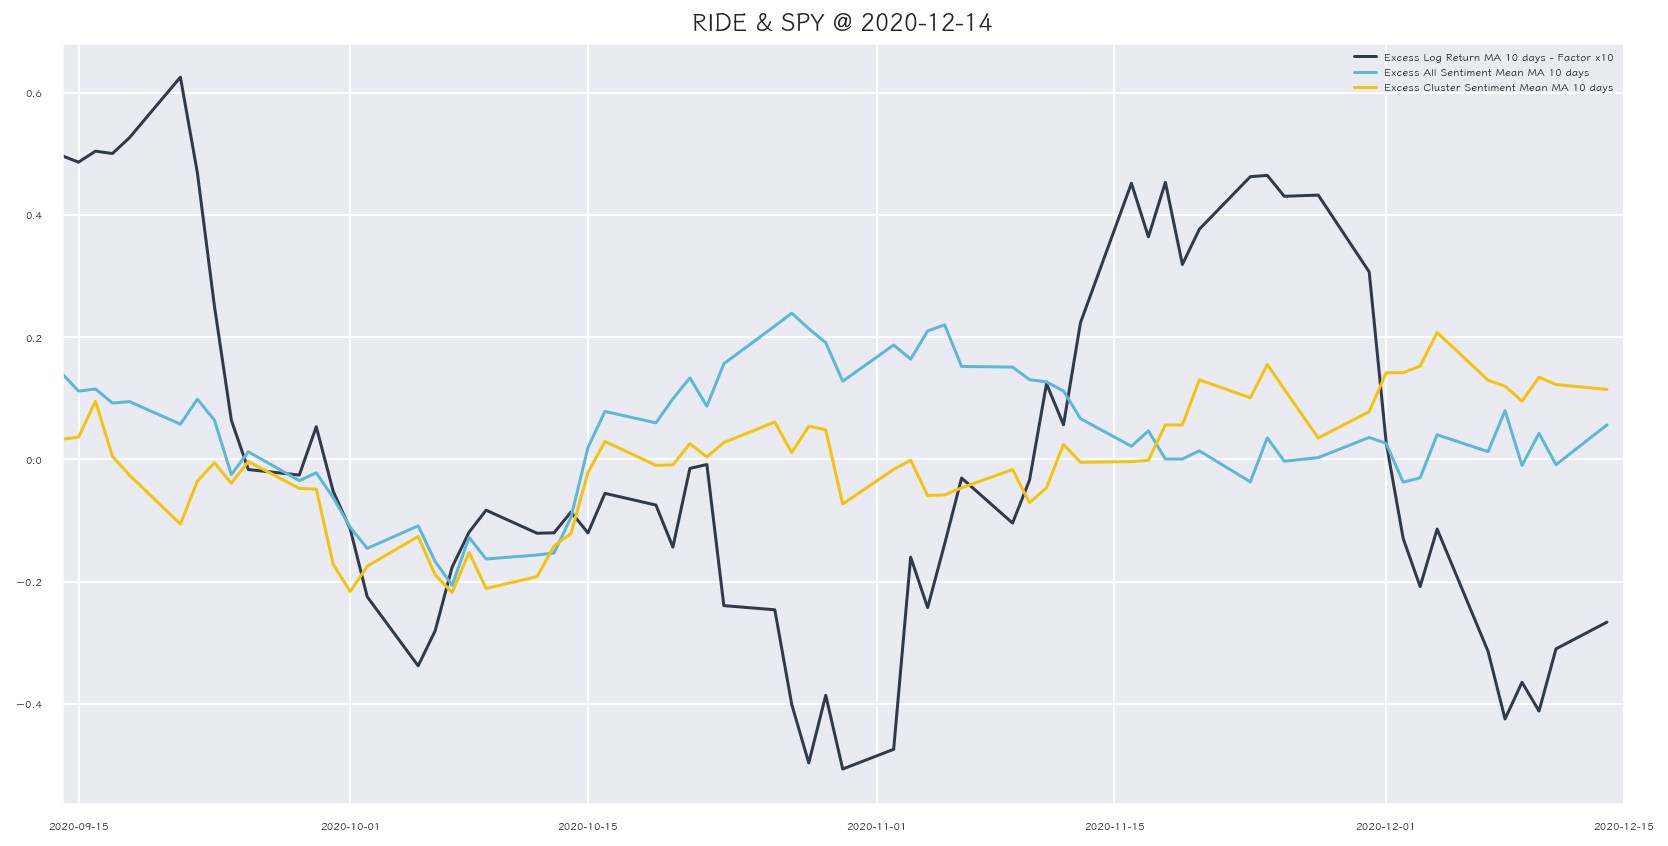 RIDE & SPY @ 2020-12-14
Excess Log Return MA 10 days - Factor x10
Excess All Sentiment Mean MA 10 days
Excess Cluster Sentiment Mean MA 10 days
0.6
0.4
0.2
0.0
−0.2
−0.4
2020-09-15 2020-10-01 2020-10-15 2020-11-01 2020-11-15 2020-12-01 2020-12-15